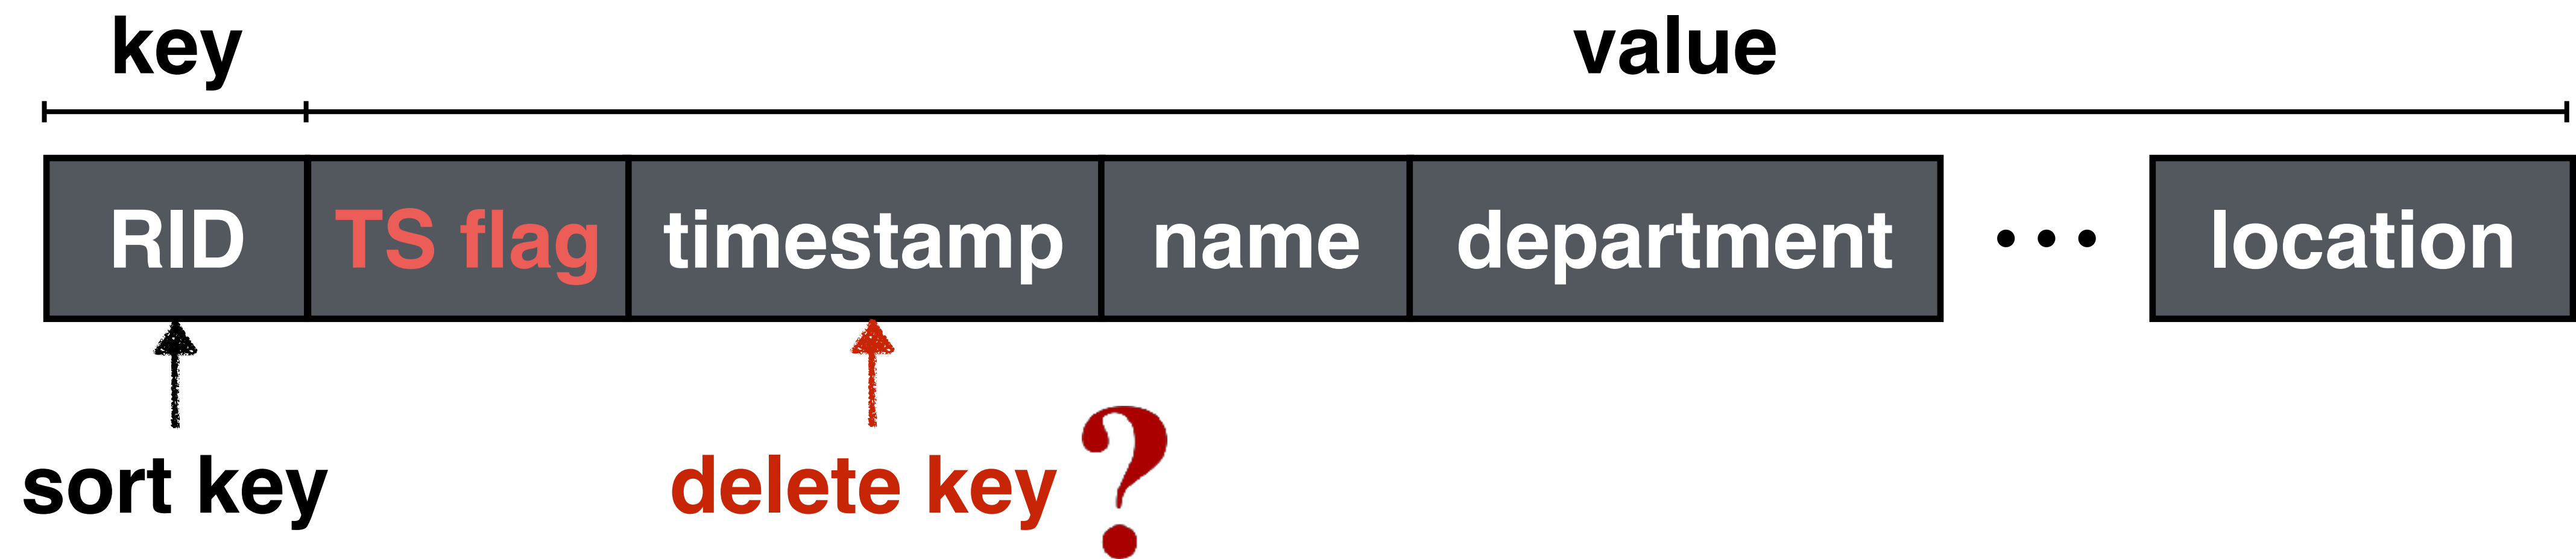 key value
RID TS flag timestamp name department ••• location
sort key delete key ?